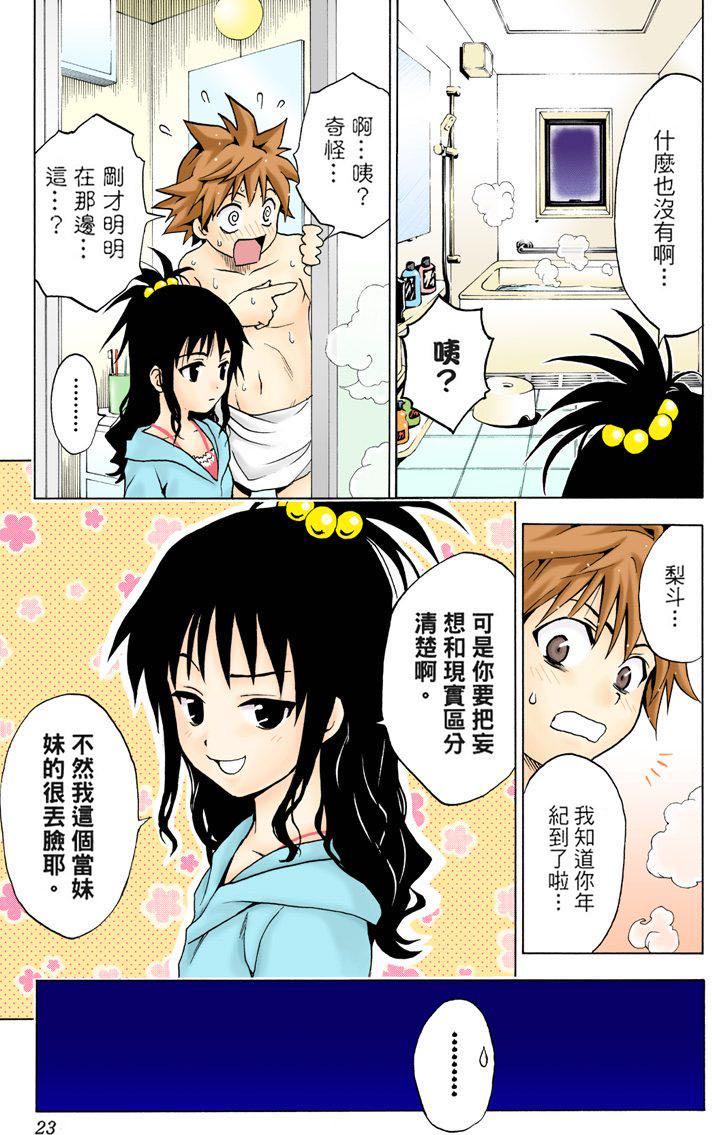 什麼也沒有啊…
咦？
啊…咦？
奇怪…
剛才明明
在那邊…
這…？
………
梨斗…
我知道你年
紀到了啦…
可是你要把妄
想和現實區分
清楚啊。
不然我這個當妹
妹的很丟臉耶。
………
23